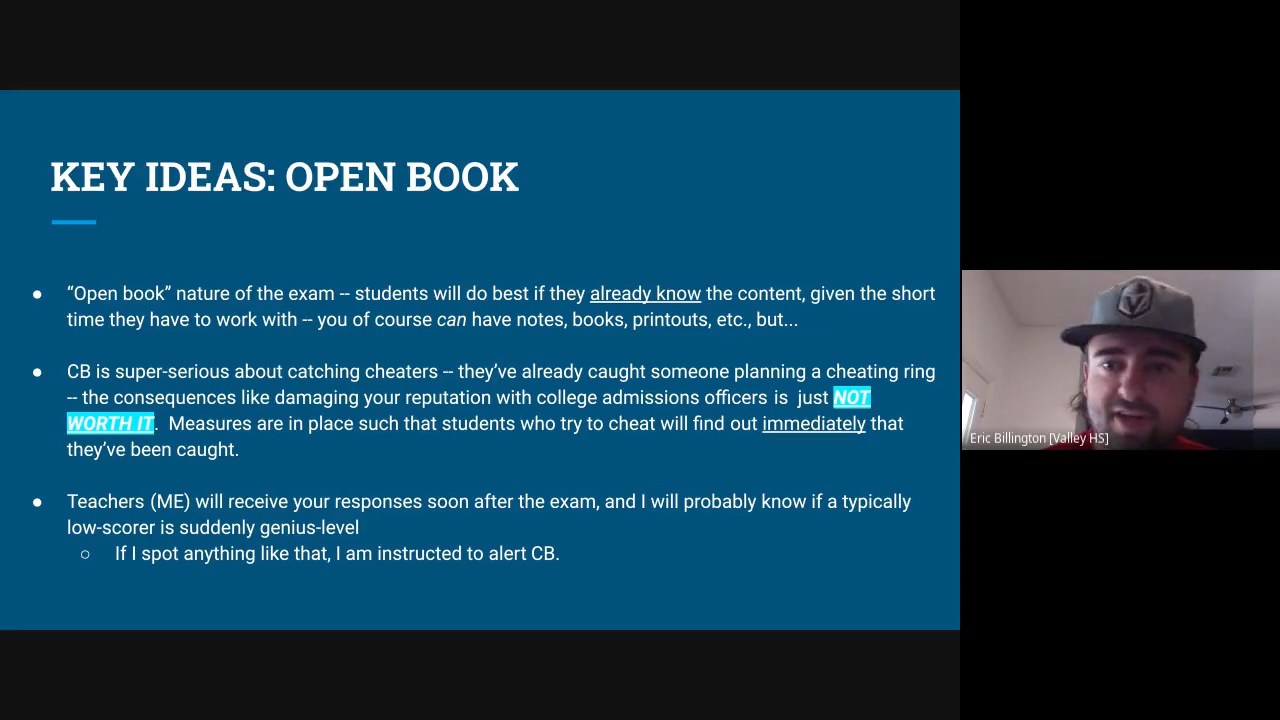 KEY IDEAS: OPEN BOOK
● “Open book” nature of the exam -- students will do best if they already know the content, given the short
time they have to work with -- you of course can have notes, books, printouts, etc., but...
● CB is super-serious about catching cheaters -- they’ve already caught someone planning a cheating ring
-- the consequences like damaging your reputation with college admissions officers is just NOT
WORTH IT. Measures are in place such that students who try to cheat will find out immediately that
they’ve been caught.
● Teachers (ME) will receive your responses soon after the exam, and I will probably know if a typically
low-scorer is suddenly genius-level
○ If I spot anything like that, I am instructed to alert CB.
Eric Billington [Valley HS]